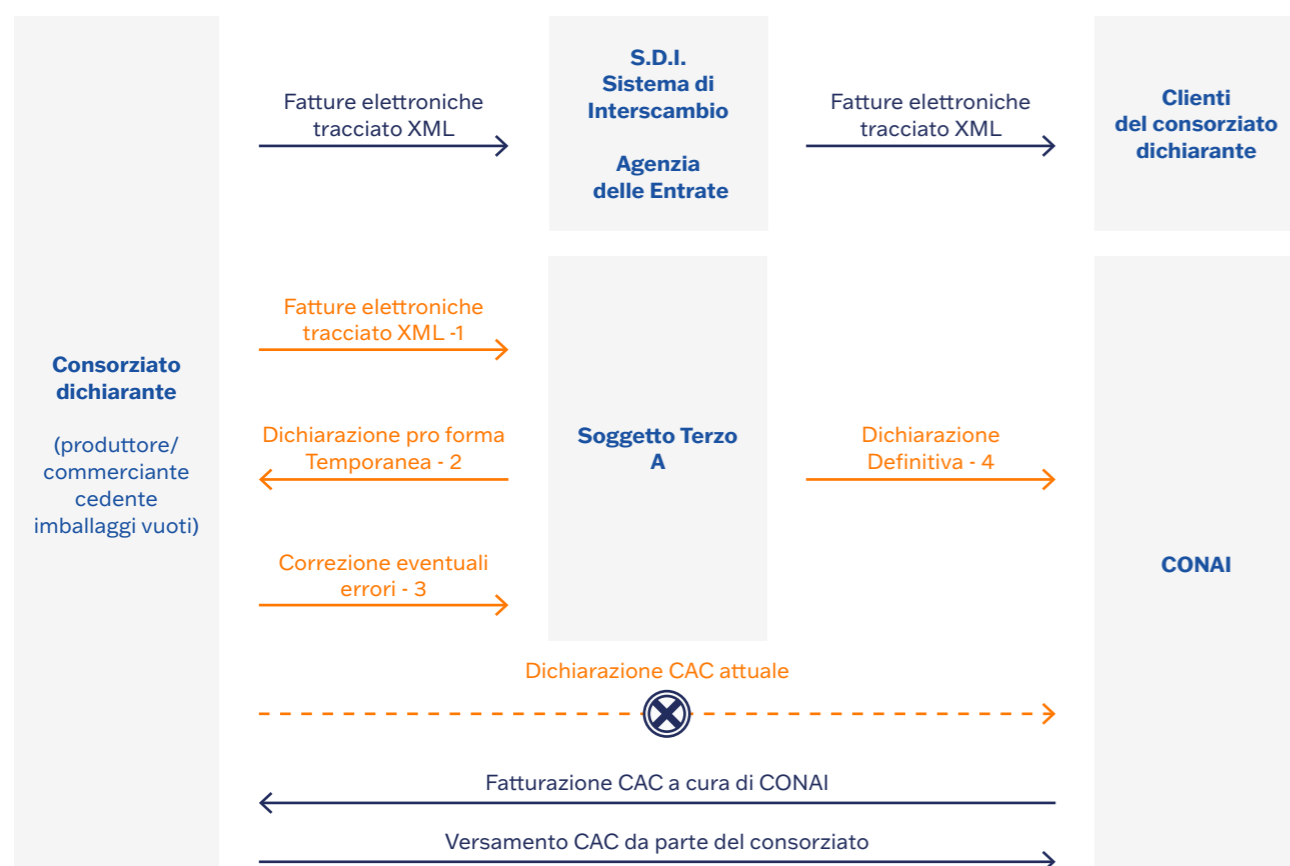 Fatture elettroniche
tracciato XML
S.D.I.
Sistema di
Interscambio
Agenzia
delle Entrate
Fatture elettroniche
tracciato XML
Clienti
del consorziato
dichiarante
Consorziato
dichiarante
(produttore/
commerciante
cedente
imballaggi vuoti)
Fatture elettroniche
tracciato XML -1
Dichiarazione pro forma
Temporanea - 2
Correzione eventuali
errori - 3
Soggetto Terzo
A
Dichiarazione
Definitiva - 4
CONAI
Dichiarazione CAC attuale
Fatturazione CAC a cura di CONAI
Versamento CAC da parte del consorziato